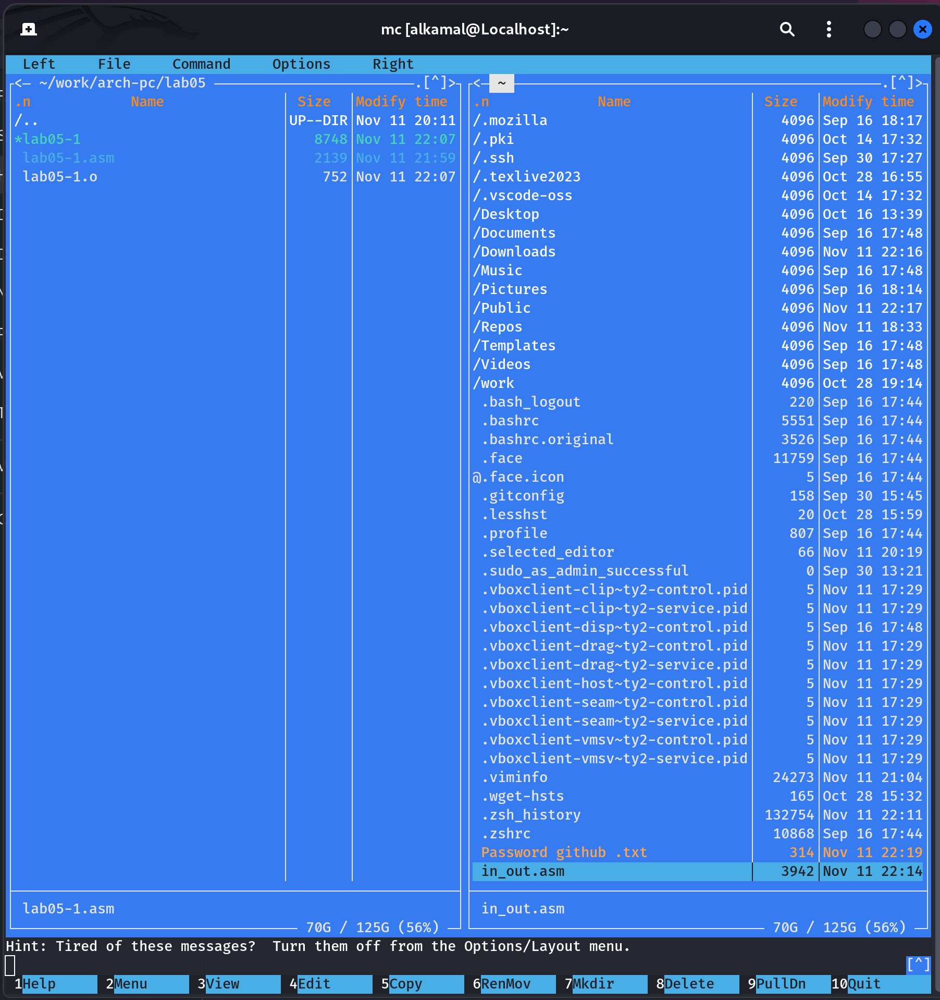 mc [alkamal@Localhost]:~
Left File Command Options Right
<─ ~/work/arch-pc/lab05 ─.[^]>
.n Name Size Modify time
/.. UP--DIR Nov 11 20:11
*lab05-1 8748 Nov 11 22:07
lab05-1.asm 2139 Nov 11 21:59
lab05-1.o 752 Nov 11 22:07
lab05-1.asm
70G / 125G (56%)
<─ ~ ─.[^]>
.n Name Size Modify time
/.mozilla 4096 Sep 16 18:17
/.pki 4096 Oct 14 17:32
/.ssh 4096 Sep 30 17:27
/.texlive2023 4096 Oct 28 16:55
/.vscode-oss 4096 Oct 14 17:32
/Desktop 4096 Oct 16 13:39
/Documents 4096 Sep 16 17:48
/Downloads 4096 Nov 11 22:16
/Music 4096 Sep 16 17:48
/Pictures 4096 Sep 16 18:14
/Public 4096 Nov 11 22:17
/Repos 4096 Nov 11 18:33
/Templates 4096 Sep 16 17:48
/Videos 4096 Sep 16 17:48
/work 4096 Oct 28 19:14
.bash_logout 220 Sep 16 17:44
.bashrc 5551 Sep 16 17:44
.bashrc.original 3526 Sep 16 17:44
.face 11759 Sep 16 17:44
@.face.icon 5 Sep 16 17:44
.gitconfig 158 Sep 30 15:45
.lesshst 20 Oct 28 15:59
.profile 807 Sep 16 17:44
.selected_editor 66 Nov 11 20:19
.sudo_as_admin_successful 0 Sep 30 13:21
.vboxclient-clip~ty2-control.pid 5 Nov 11 17:29
.vboxclient-clip~ty2-service.pid 5 Nov 11 17:29
.vboxclient-disp~ty2-control.pid 5 Sep 16 17:48
.vboxclient-drag~ty2-control.pid 5 Nov 11 17:29
.vboxclient-drag~ty2-service.pid 5 Nov 11 17:29
.vboxclient-host~ty2-control.pid 5 Nov 11 17:29
.vboxclient-seam~ty2-control.pid 5 Nov 11 17:29
.vboxclient-seam~ty2-service.pid 5 Nov 11 17:29
.vboxclient-vmsv~ty2-control.pid 5 Nov 11 17:29
.vboxclient-vmsv~ty2-service.pid 5 Nov 11 17:29
.viminfo 24273 Nov 11 21:04
.wget-hsts 165 Oct 28 15:32
.zsh_history 132754 Nov 11 22:11
.zshrc 10868 Sep 16 17:44
Password github .txt 314 Nov 11 22:19
in_out.asm 3942 Nov 11 22:14
in_out.asm
70G / 125G (56%)
Hint: Tired of these messages?  Turn them off from the Options/Layout menu.
[^]
1Help 2Menu 3View 4Edit 5Copy 6RenMov 7Mkdir 8Delete 9PullDn 10Quit